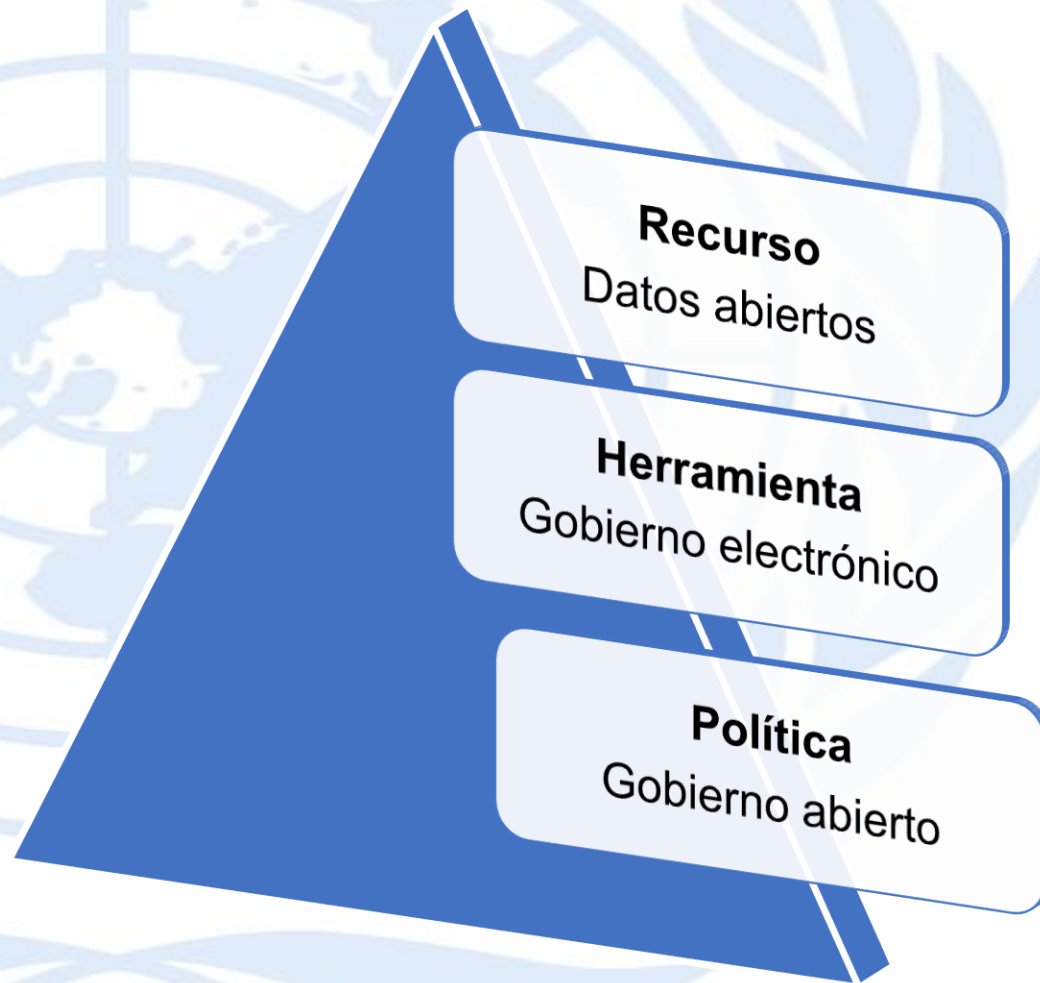 Recurso
Datos abiertos
Herramienta
Gobierno electrónico
Política
Gobierno abierto